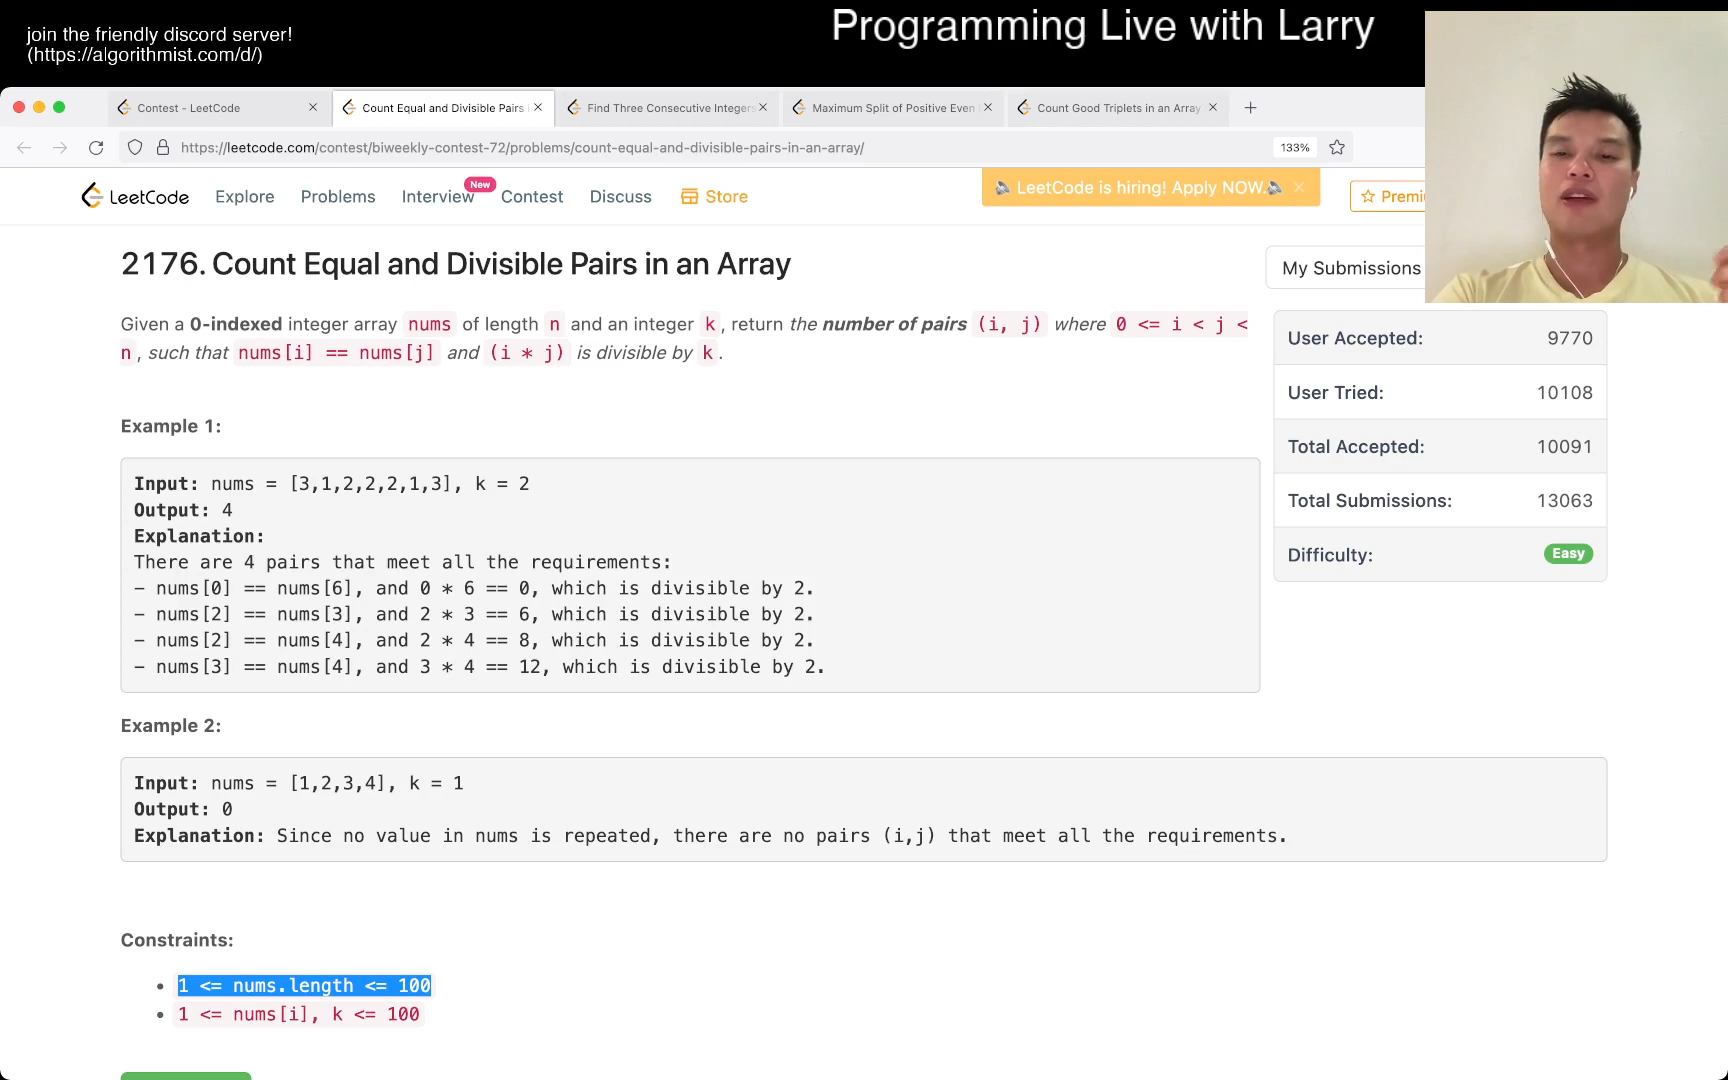 join the friendly discord server!
(https://algorithmist.com/d/)
Programming Live with Larry
Contest - LeetCode
Count Equal and Divisible Pairs i
Find Three Consecutive Integers
Maximum Split of Positive Even
Count Good Triplets in an Array
https://leetcode.com/contest/biweekly-contest-72/problems/count-equal-and-divisible-pairs-in-an-array/
133%
LeetCode
Explore
Problems
Interview
New
Contest
Discuss
Store
LeetCode is hiring! Apply NOW.
Premi
2176. Count Equal and Divisible Pairs in an Array
My Submissions
Given a 0-indexed integer array nums of length n and an integer k, return the number of pairs (i, j) where 0 <= i < j <
n, such that nums[i] == nums[j] and (i * j) is divisible by k.
User Accepted: 9770
User Tried: 10108
Total Accepted: 10091
Total Submissions: 13063
Difficulty: Easy
Example 1:
Input: nums = [3,1,2,2,2,1,3], k = 2
Output: 4
Explanation:
There are 4 pairs that meet all the requirements:
- nums[0] == nums[6], and 0 * 6 == 0, which is divisible by 2.
- nums[2] == nums[3], and 2 * 3 == 6, which is divisible by 2.
- nums[2] == nums[4], and 2 * 4 == 8, which is divisible by 2.
- nums[3] == nums[4], and 3 * 4 == 12, which is divisible by 2.
Example 2:
Input: nums = [1,2,3,4], k = 1
Output: 0
Explanation: Since no value in nums is repeated, there are no pairs (i,j) that meet all the requirements.
Constraints:
• 1 <= nums.length <= 100
• 1 <= nums[i], k <= 100